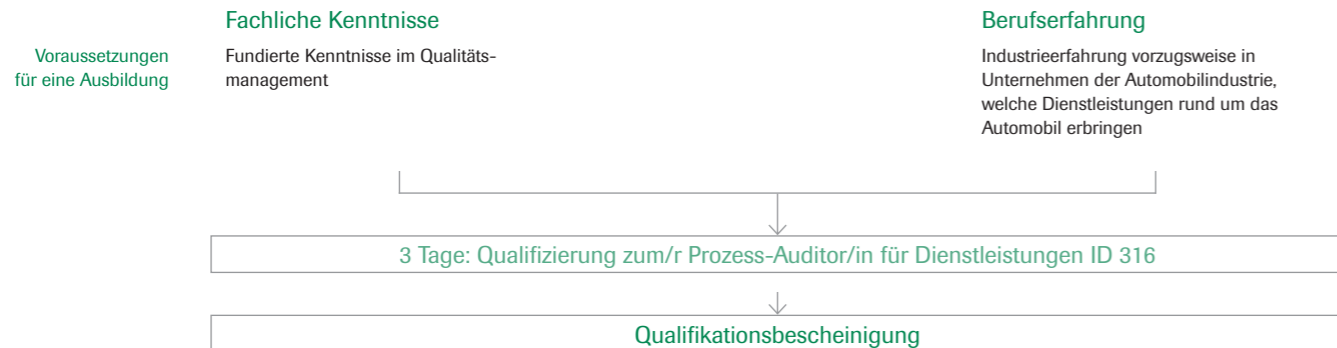 Fachliche Kenntnisse
Berufserfahrung
Voraussetzungen
für eine Ausbildung
Fundierte Kenntnisse im Qualitäts-
management
Industrieerfahrung vorzugsweise in
Unternehmen der Automobilindustrie,
welche Dienstleistungen rund um das
Automobil erbringen
3 Tage: Qualifizierung zum/r Prozess-Auditor/in für Dienstleistungen ID 316
Qualifikationsbescheinigung